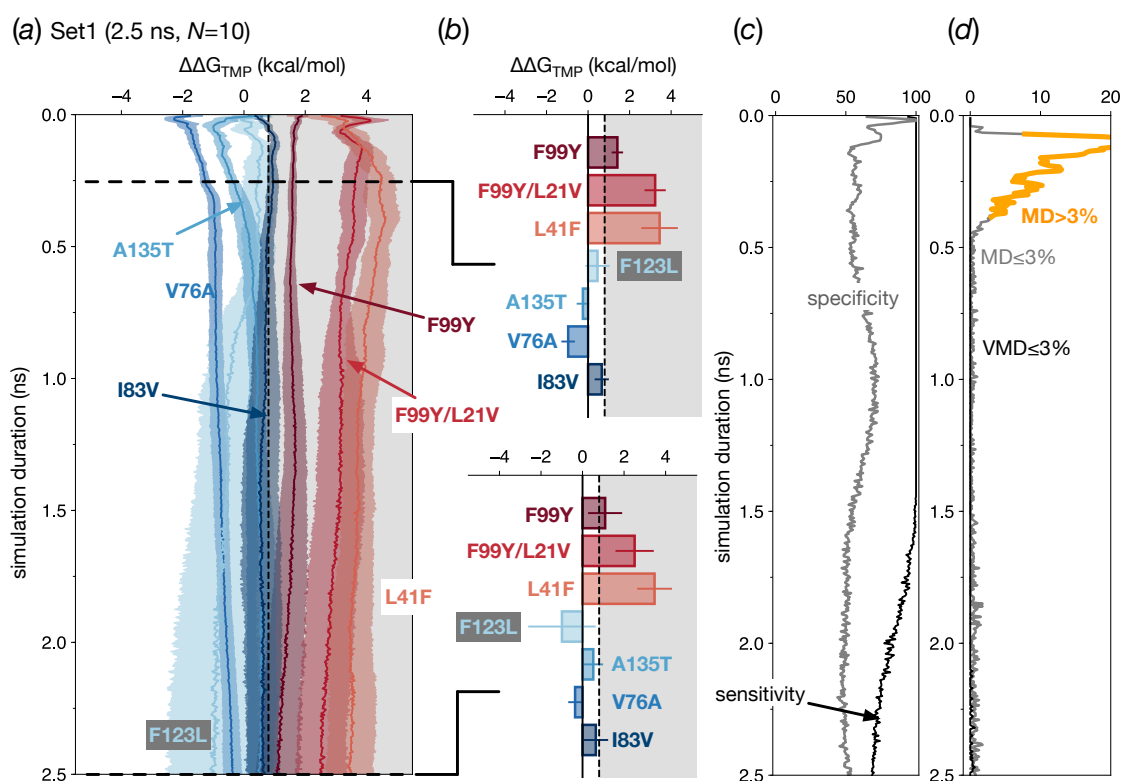 (a) Set1 (2.5 ns, N=10)
ΔΔG_TMP (kcal/mol)
−4 −2 0 2 4
simulation duration (ns)
0.0
0.5
1.0
1.5
2.0
2.5
A135T
V76A
F99Y
I83V
F99Y/L21V
L41F
F123L
(b)
ΔΔG_TMP (kcal/mol)
−4 −2 0 2 4
F99Y
F99Y/L21V
L41F
F123L
A135T
V76A
I83V
−4 −2 0 2 4
F99Y
F99Y/L21V
L41F
F123L
A135T
V76A
I83V
(c)
0 50 100
simulation duration (ns)
0.0
0.5
1.0
1.5
2.0
2.5
specificity
sensitivity
(d)
0 10 20
MD>3%
MD≤3%
VMD≤3%